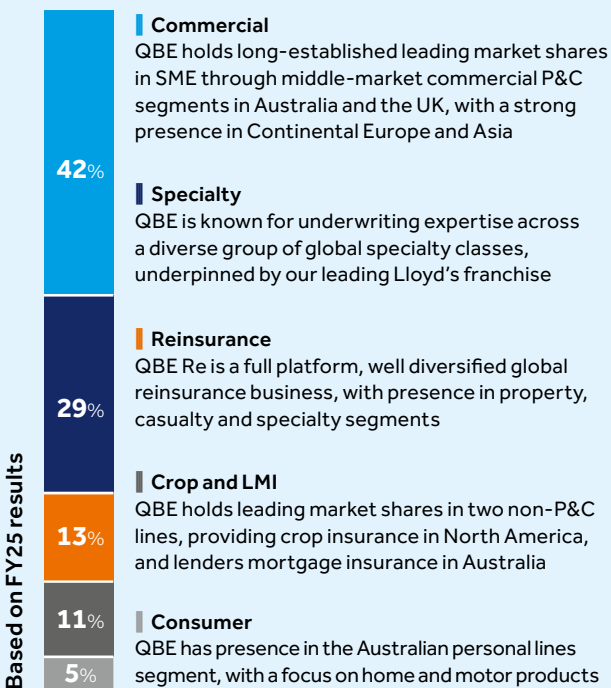 Commercial
QBE holds long-established leading market shares
in SME through middle-market commercial P&C
segments in Australia and the UK, with a strong
presence in Continental Europe and Asia
42%
Specialty
QBE is known for underwriting expertise across
a diverse group of global specialty classes,
underpinned by our leading Lloyd's franchise
Reinsurance
QBE Re is a full platform, well diversified global
reinsurance business, with presence in property,
casualty and specialty segments
29%
Crop and LMI
QBE holds leading market shares in two non-P&C
lines, providing crop insurance in North America,
and lenders mortgage insurance in Australia
13%
11%
Consumer
QBE has presence in the Australian personal lines
segment, with a focus on home and motor products
5%
Based on FY25 results